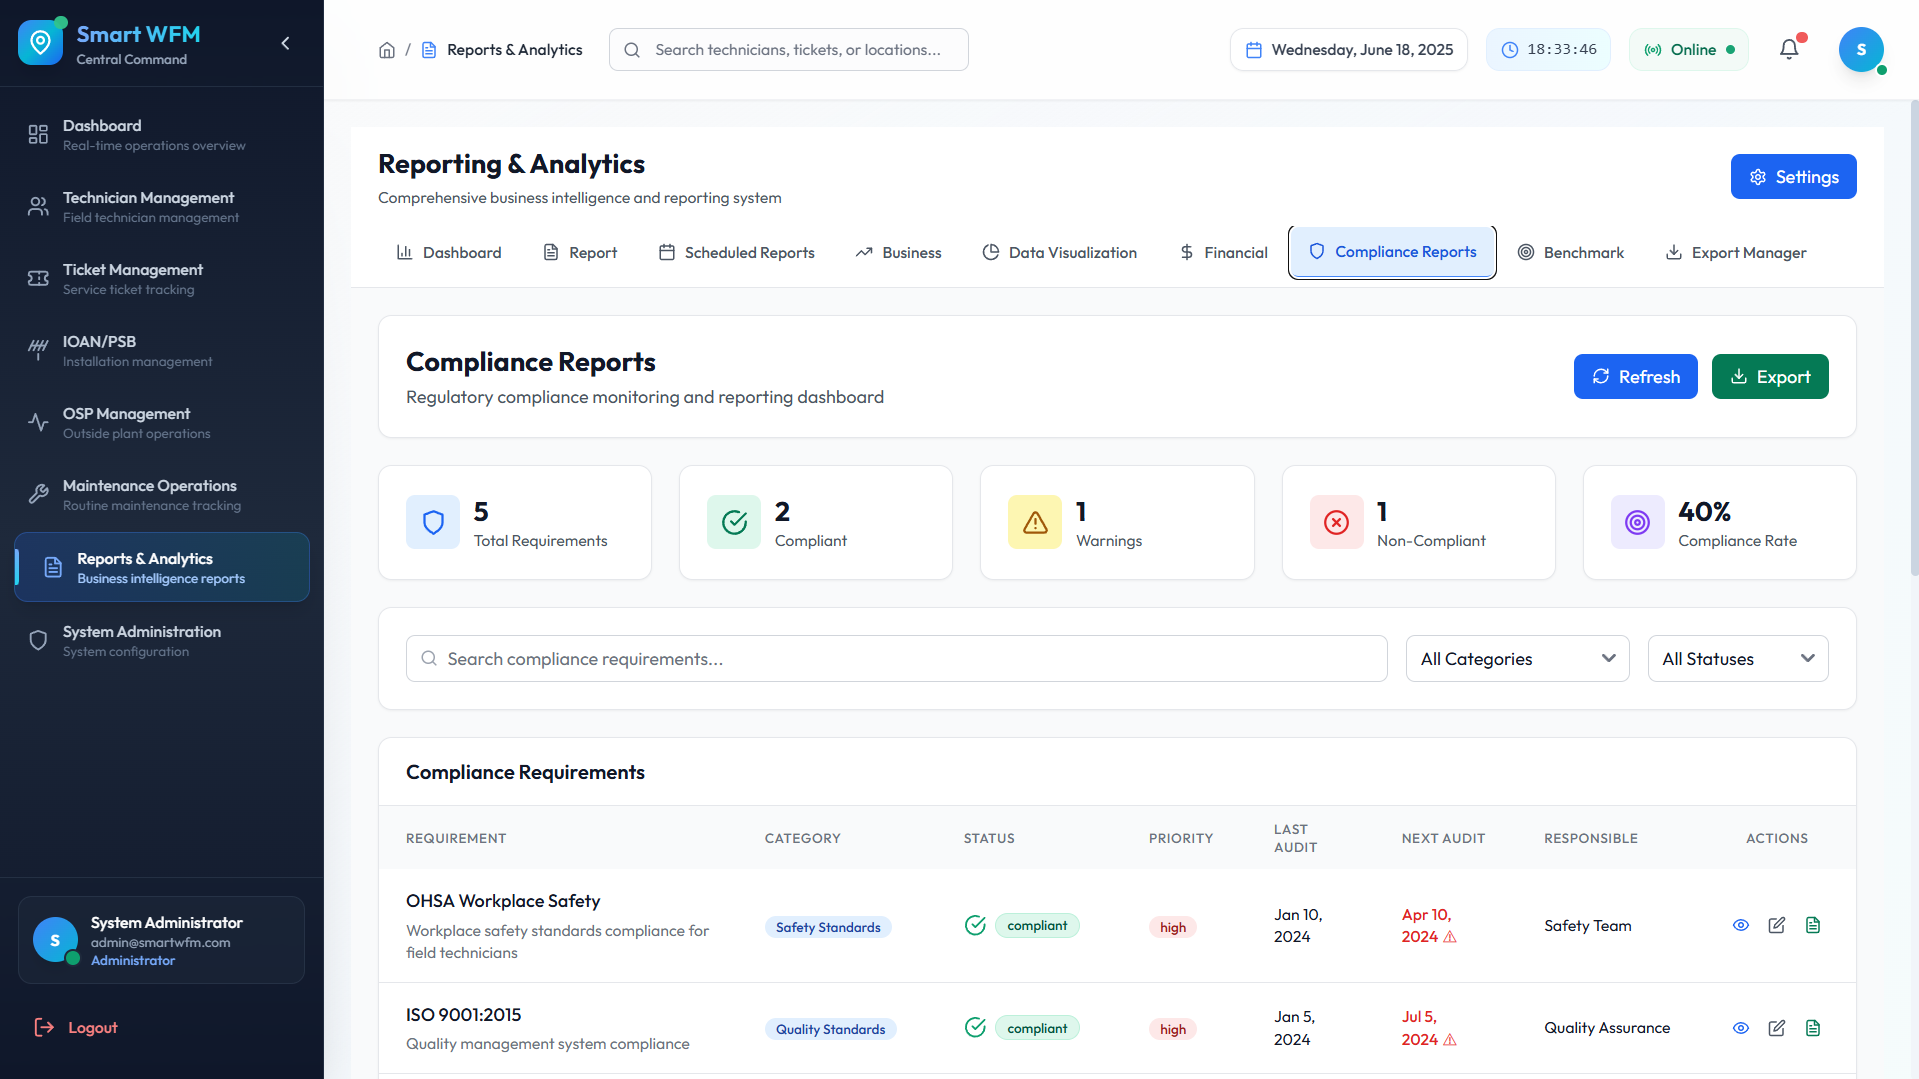 Smart WFM
Central Command
Dashboard
Real-time operations overview
Technician Management
Field technician management
Ticket Management
Service ticket tracking
IOAN/PSB
Installation management
OSP Management
Outside plant operations
Maintenance Operations
Routine maintenance tracking
Reports & Analytics
Business intelligence reports
System Administration
System configuration
S
System Administrator
admin@smartwfm.com
Administrator
Logout
/ Reports & Analytics
Search technicians, tickets, or locations...
Wednesday, June 18, 2025
18:33:46
Online
S
Reporting & Analytics
Comprehensive business intelligence and reporting system
Settings
Dashboard
Report
Scheduled Reports
Business
Data Visualization
Financial
Compliance Reports
Benchmark
Export Manager
Compliance Reports
Regulatory compliance monitoring and reporting dashboard
Refresh
Export
5
Total Requirements
2
Compliant
1
Warnings
1
Non-Compliant
40%
Compliance Rate
Search compliance requirements...
All Categories
All Statuses
Compliance Requirements
REQUIREMENT CATEGORY STATUS PRIORITY LAST AUDIT NEXT AUDIT RESPONSIBLE ACTIONS
OHSA Workplace Safety
Workplace safety standards compliance for
field technicians
Safety Standards
compliant
high
Jan 10,
2024
Apr 10,
2024
Safety Team
ISO 9001:2015
Quality management system compliance
Quality Standards
compliant
high
Jan 5,
2024
Jul 5,
2024
Quality Assurance